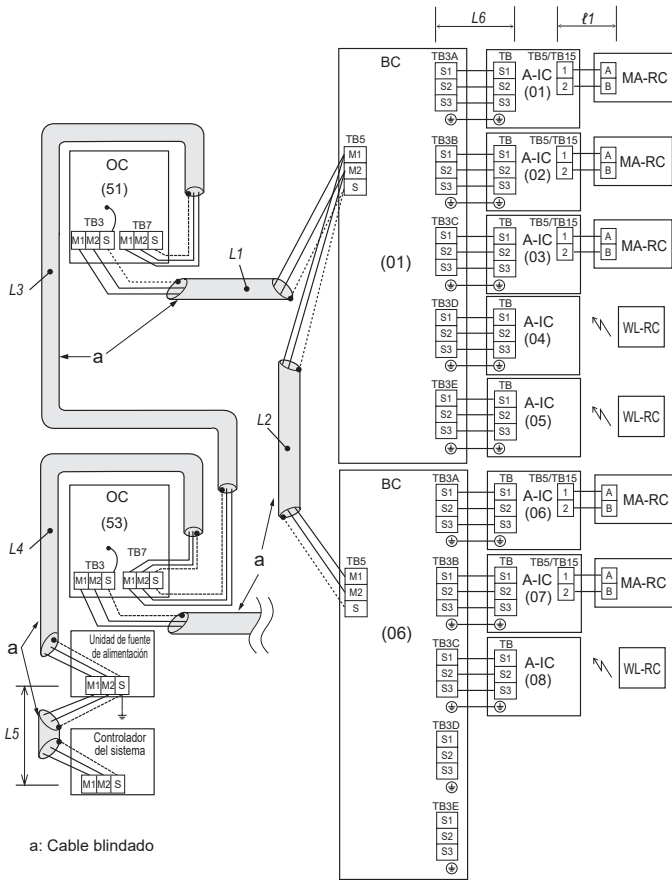 L6
ℓ1
BC
TB3A
TB
TB5/TB15
S1
S2
S3
S1
S2
S3
A-IC
(01)
1
2
A
B
MA-RC
TB5
M1
M2
S
TB3B
TB
TB5/TB15
S1
S2
S3
S1
S2
S3
A-IC
(02)
1
2
A
B
MA-RC
OC
(51)
TB3
TB7
M1 M2 S
M1 M2 S
L1
L3
a
(01)
TB3C
TB
TB5/TB15
S1
S2
S3
S1
S2
S3
A-IC
(03)
1
2
A
B
MA-RC
TB3D
TB
S1
S2
S3
S1
S2
S3
A-IC
(04)
WL-RC
TB3E
TB
S1
S2
S3
S1
S2
S3
A-IC
(05)
WL-RC
L2
BC
TB3A
TB
TB5/TB15
S1
S2
S3
S1
S2
S3
A-IC
(06)
1
2
A
B
MA-RC
OC
(53)
TB3
TB7
M1 M2 S
M1 M2 S
L4
a
a
TB5
M1
M2
S
(06)
TB3B
TB
TB5/TB15
S1
S2
S3
S1
S2
S3
A-IC
(07)
1
2
A
B
MA-RC
Unidad de fuente
de alimentación
M1 M2 S
TB3C
TB
S1
S2
S3
S1
S2
S3
A-IC
(08)
WL-RC
L5
Controlador
del sistema
M1 M2 S
TB3D
S1
S2
S3
TB3E
S1
S2
S3
a: Cable blindado